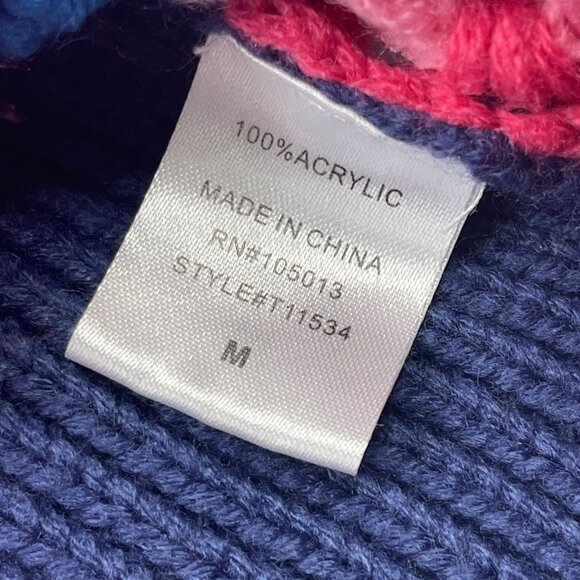 100%ACRYLIC
MADE IN CHINA
RN#105013
STYLE#T11534
M